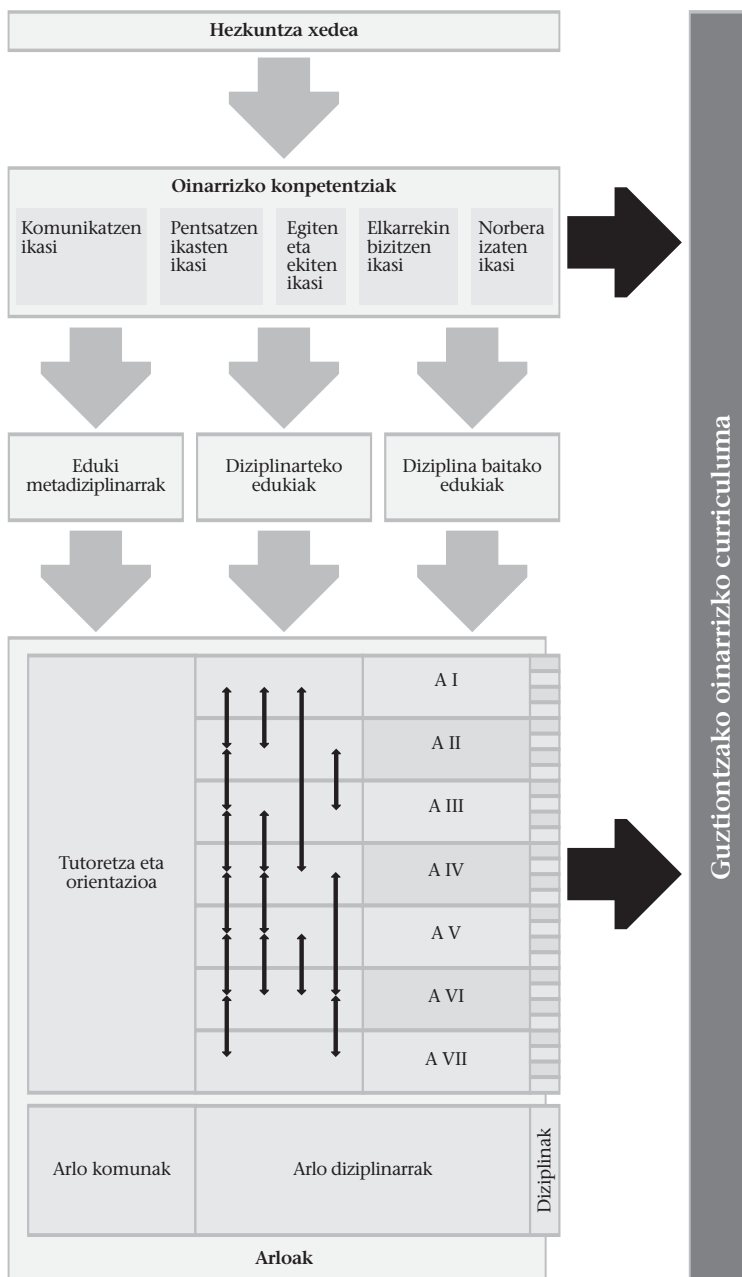 Hezkuntza xedea
Oinarrizko konpetentziak
Komunikatzen
ikasi
Pentsatzen
ikasten
ikasi
Egiten
eta
ekiten
ikasi
Elkarrekin
bizitzen
ikasi
Norbera
izaten
ikasi
Eduki
metadiziplinarrak
Diziplinarteko
edukiak
Diziplina baitako
edukiak
Tutoretza eta
orientazioa
A I
A II
A III
A IV
A V
A VI
A VII
Arlo komunak
Arlo diziplinarrak
Diziplinak
Arloak
Guztiontzako oinarrizko curriculuma